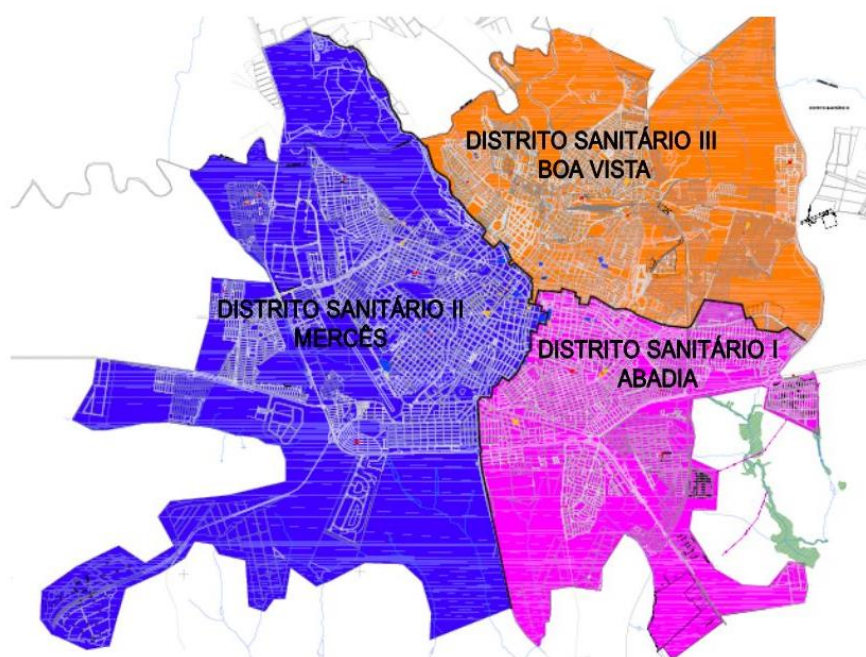 DISTRITO SANITÁRIO III
BOA VISTA
DISTRITO SANITÁRIO II
MERCÊS
DISTRITO SANITÁRIO I
ABADIA